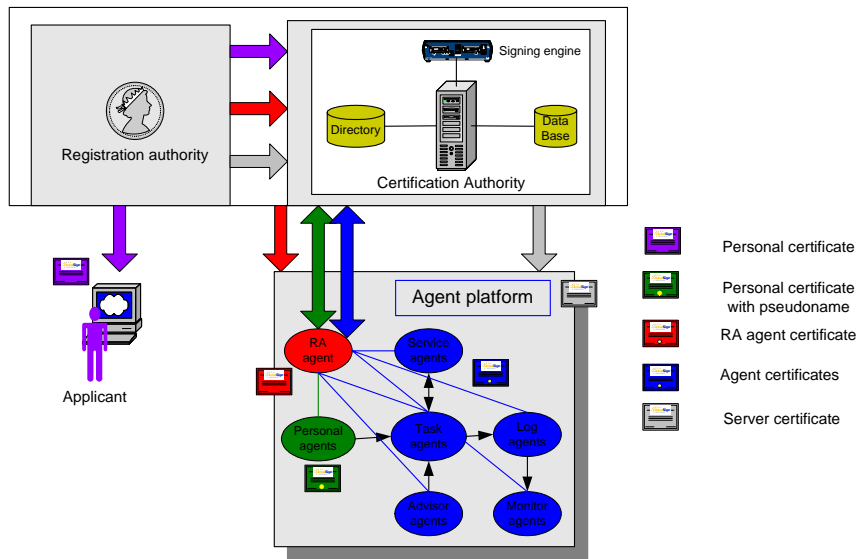 Signing engine
Directory
Data
Base
Registration authority
Certification Authority
Agent platform
RA
agent
Service
agents
Personal
agents
Task
agents
Log
agents
Advisor
agents
Monitor
agents
Applicant
Personal certificate
Personal certificate
with pseudoname
RA agent certificate
Agent certificates
Server certificate